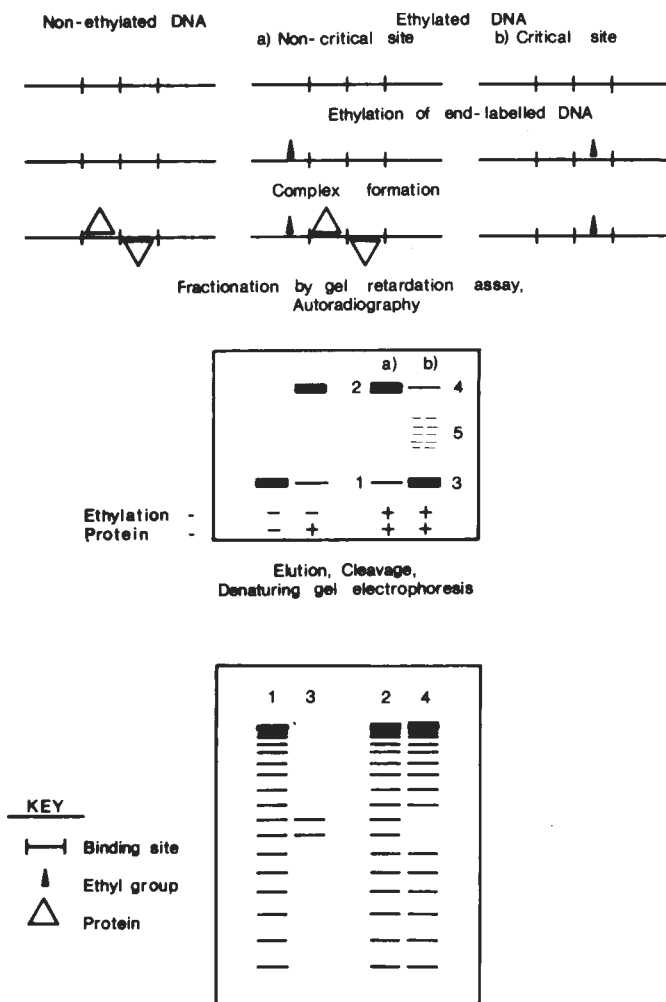 Non-ethylated DNA
Ethylated DNA
a) Non-critical site
b) Critical site
Ethylation of end-labelled DNA
Complex formation
Fractionation by gel retardation assay,
Autoradiography
a) b)
2 4
5
1 3
Ethylation - − − + +
Protein - − + + +
Elution, Cleavage,
Denaturing gel electrophoresis
1 3 2 4
KEY
Binding site
Ethyl group
Protein